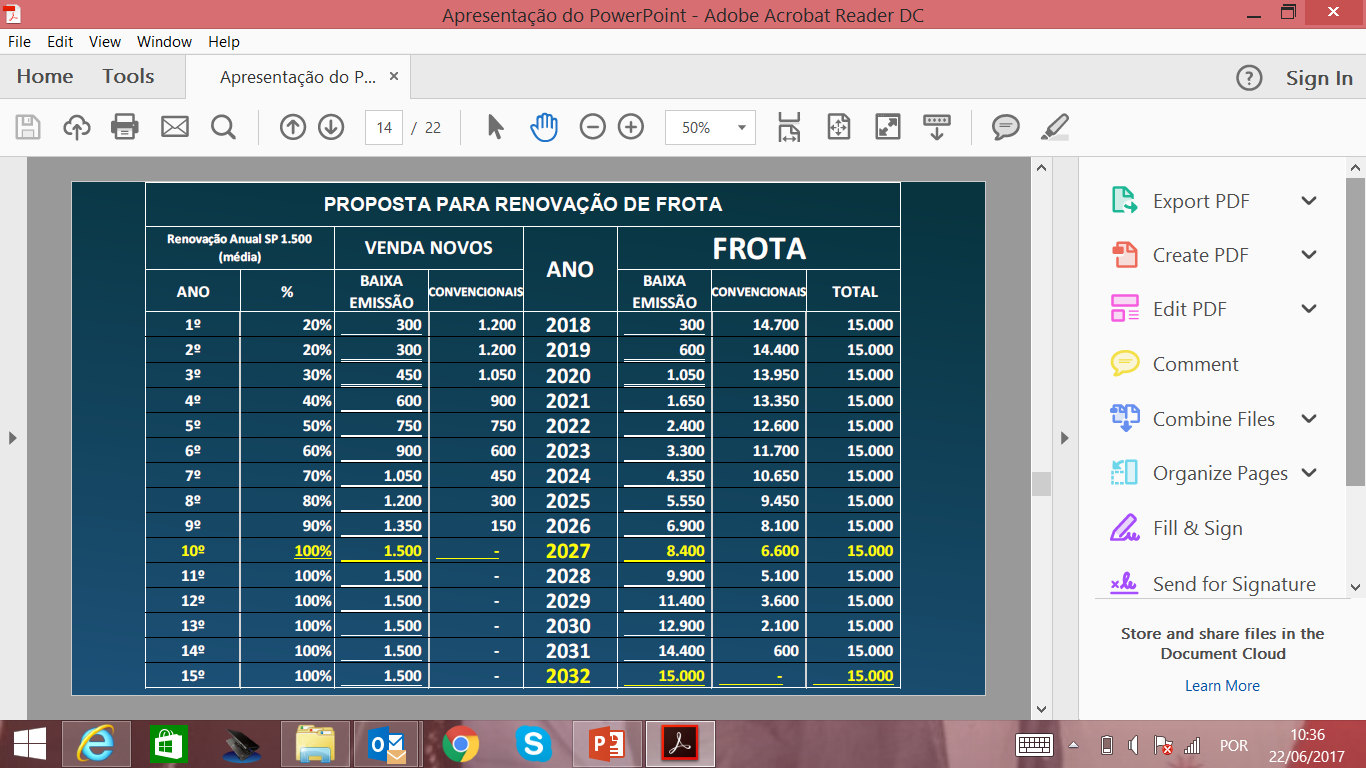 Apresentação do PowerPoint - Adobe Acrobat Reader DC
File Edit View Window Help
Home Tools Apresentação do P... × ? Sign In
14 / 22 50%
PROPOSTA PARA RENOVAÇÃO DE FROTA
Renovação Anual SP 1.500
(média)
VENDA NOVOS
ANO
FROTA
ANO
%
BAIXA
EMISSÃO
CONVENCIONAIS
BAIXA
EMISSÃO
CONVENCIONAIS
TOTAL
1º 20% 300 1.200 2018 300 14.700 15.000
2º 20% 300 1.200 2019 600 14.400 15.000
3º 30% 450 1.050 2020 1.050 13.950 15.000
4º 40% 600 900 2021 1.650 13.350 15.000
5º 50% 750 750 2022 2.400 12.600 15.000
6º 60% 900 600 2023 3.300 11.700 15.000
7º 70% 1.050 450 2024 4.350 10.650 15.000
8º 80% 1.200 300 2025 5.550 9.450 15.000
9º 90% 1.350 150 2026 6.900 8.100 15.000
10º 100% 1.500 - 2027 8.400 6.600 15.000
11º 100% 1.500 - 2028 9.900 5.100 15.000
12º 100% 1.500 - 2029 11.400 3.600 15.000
13º 100% 1.500 - 2030 12.900 2.100 15.000
14º 100% 1.500 - 2031 14.400 600 15.000
15º 100% 1.500 - 2032 15.000 - 15.000
Export PDF
Create PDF
Edit PDF
Comment
Combine Files
Organize Pages
Fill & Sign
Send for Signature
Store and share files in the
Document Cloud
Learn More
POR
10:36
22/06/2017